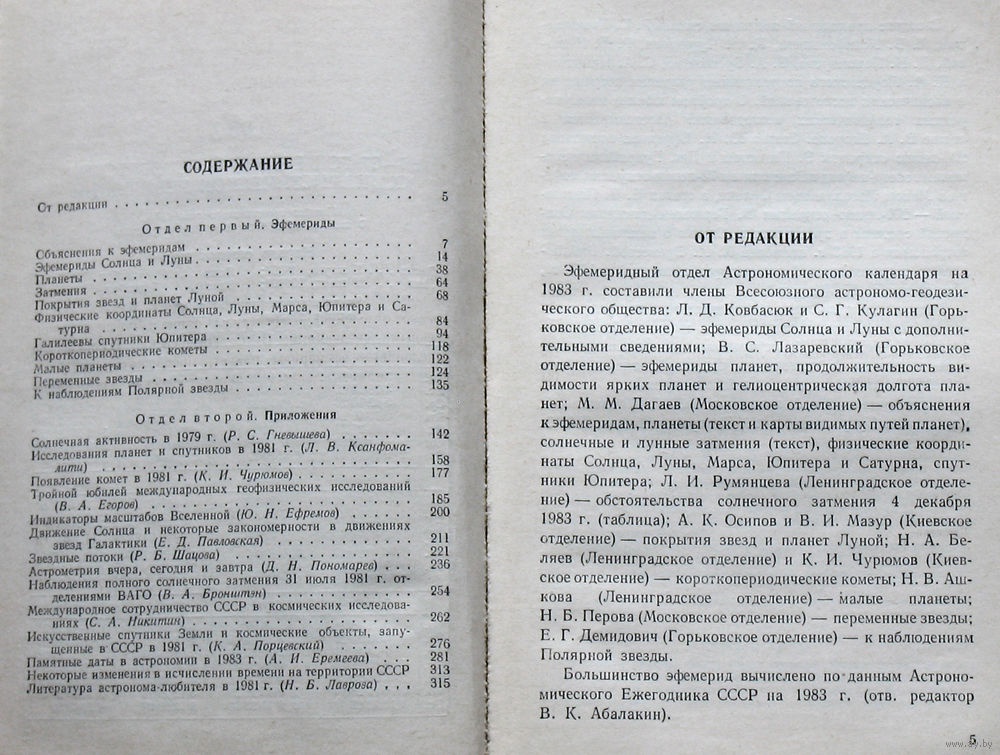 СОДЕРЖАНИЕ
От редакции . . . . . . . . . . . . . . . . . . . . . . . . . . . . . 5
Отдел первый. Эфемериды
Объяснения к эфемеридам . . . . . . . . . . . . . . . . . . . . 7
Эфемериды Солнца и Луны . . . . . . . . . . . . . . . . . . . . 14
Планеты . . . . . . . . . . . . . . . . . . . . . . . . . . . . . 38
Затмения . . . . . . . . . . . . . . . . . . . . . . . . . . . . . 64
Покрытия звезд и планет Луной . . . . . . . . . . . . . . . . 68
Физические координаты Солнца, Луны, Марса, Юпитера и Са-
турна . . . . . . . . . . . . . . . . . . . . . . . . . . . . . 84
Галилеевы спутники Юпитера . . . . . . . . . . . . . . . . . 94
Короткопериодические кометы . . . . . . . . . . . . . . . . . 118
Малые планеты . . . . . . . . . . . . . . . . . . . . . . . . . 122
Переменные звезды . . . . . . . . . . . . . . . . . . . . . . . 124
К наблюдениям Полярной звезды . . . . . . . . . . . . . . . 135
Отдел второй. Приложения
Солнечная активность в 1979 г. (Р. С. Гневышева) . . . . . . . 142
Исследования планет и спутников в 1981 г. (Л. В. Ксанфома-
лити) . . . . . . . . . . . . . . . . . . . . . . . . . . . . . 158
Появление комет в 1981 г. (К. И. Чурюмов) . . . . . . . . . . 177
Тройной юбилей международных геофизических исследований
(В. А. Егоров) . . . . . . . . . . . . . . . . . . . . . . . . 185
Индикаторы масштабов Вселенной (Ю. Н. Ефремов) . . . . . . 200
Движение Солнца и некоторые закономерности в движениях
звезд Галактики (Е. Д. Павловская) . . . . . . . . . . . . . 211
Звездные потоки (Р. Б. Шацова) . . . . . . . . . . . . . . . . 221
Астрометрия вчера, сегодня и завтра (Д. Н. Пономарев) . . . 236
Наблюдения полного солнечного затмения 31 июля 1981 г. от-
делениями ВАГО (В. А. Бронштэн) . . . . . . . . . . . . . . 254
Международное сотрудничество СССР в космических исследова-
ниях (С. А. Никитин) . . . . . . . . . . . . . . . . . . . . . 262
Искусственные спутники Земли и космические объекты, запу-
щенные в СССР в 1981 г. (К. А. Порцевский) . . . . . . . . 276
Памятные даты в астрономии в 1983 г. (А. И. Еремеева) . . . 281
Некоторые изменения в исчислении времени на территории СССР 313
Литература астронома-любителя в 1981 г. (Н. Б. Лаврова) . . . 315
ОТ РЕДАКЦИИ
Эфемеридный отдел Астрономического календаря на
1983 г. составили члены Всесоюзного астрономо-геодези-
ческого общества: Л. Д. Ковбасюк и С. Г. Кулагин (Горь-
ковское отделение) — эфемериды Солнца и Луны с дополни-
тельными сведениями; В. С. Лазаревский (Горьковское
отделение) — эфемериды планет, продолжительность ви-
димости ярких планет и гелиоцентрическая долгота пла-
нет; М. М. Дагаев (Московское отделение) — объяснения
к эфемеридам, планеты (текст и карты видимых путей планет),
солнечные и лунные затмения (текст), физические коорди-
наты Солнца, Луны, Марса, Юпитера и Сатурна, спут-
ники Юпитера; Л. И. Румянцева (Ленинградское отделе-
ние) — обстоятельства солнечного затмения 4 декабря
1983 г. (таблица); А. К. Осипов и В. И. Мазур (Киевское
отделение) — покрытия звезд и планет Луной; Н. А. Бе-
ляев (Ленинградское отделение) и К. И. Чурюмов (Киев-
ское отделение) — короткопериодические кометы; Н. В. Аш-
кова (Ленинградское отделение) — малые планеты;
Н. Б. Перова (Московское отделение) — переменные звезды;
Е. Г. Демидович (Горьковское отделение) — к наблюдениям
Полярной звезды.
Большинство эфемерид вычислено по данным Астроно-
мического Ежегодника СССР на 1983 г. (отв. редактор
В. К. Абалакин).
5
www.ay.by